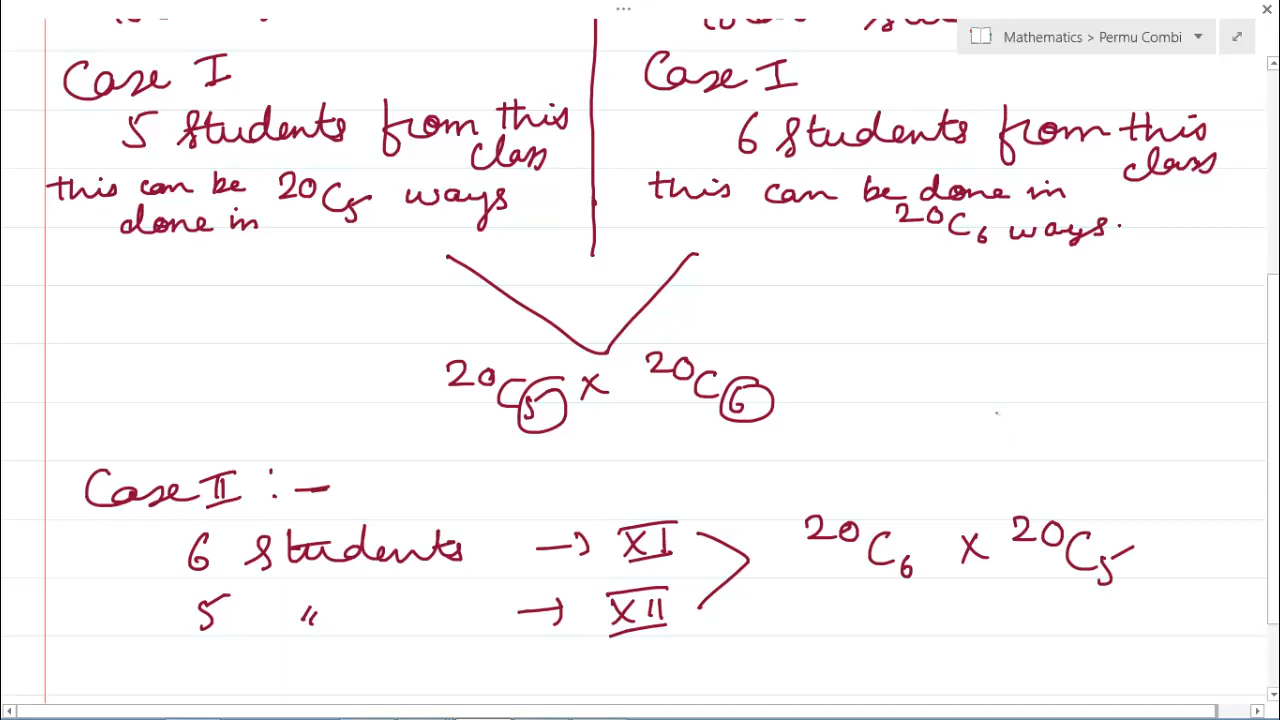 Mathematics > Permu Combi
Case I
5 students from this
class
this can be 20C5 ways
done in
Case I
6 students from this
class
this can be done in
20C6 ways.
20C5 x 20C6
Case II :-
6 students → XI
5 " → XII
20C6 x 20C5